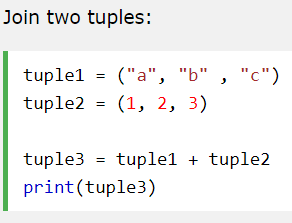 Join two tuples:
tuple1 = ("a", "b" , "c")
tuple2 = (1, 2, 3)
tuple3 = tuple1 + tuple2
print(tuple3)